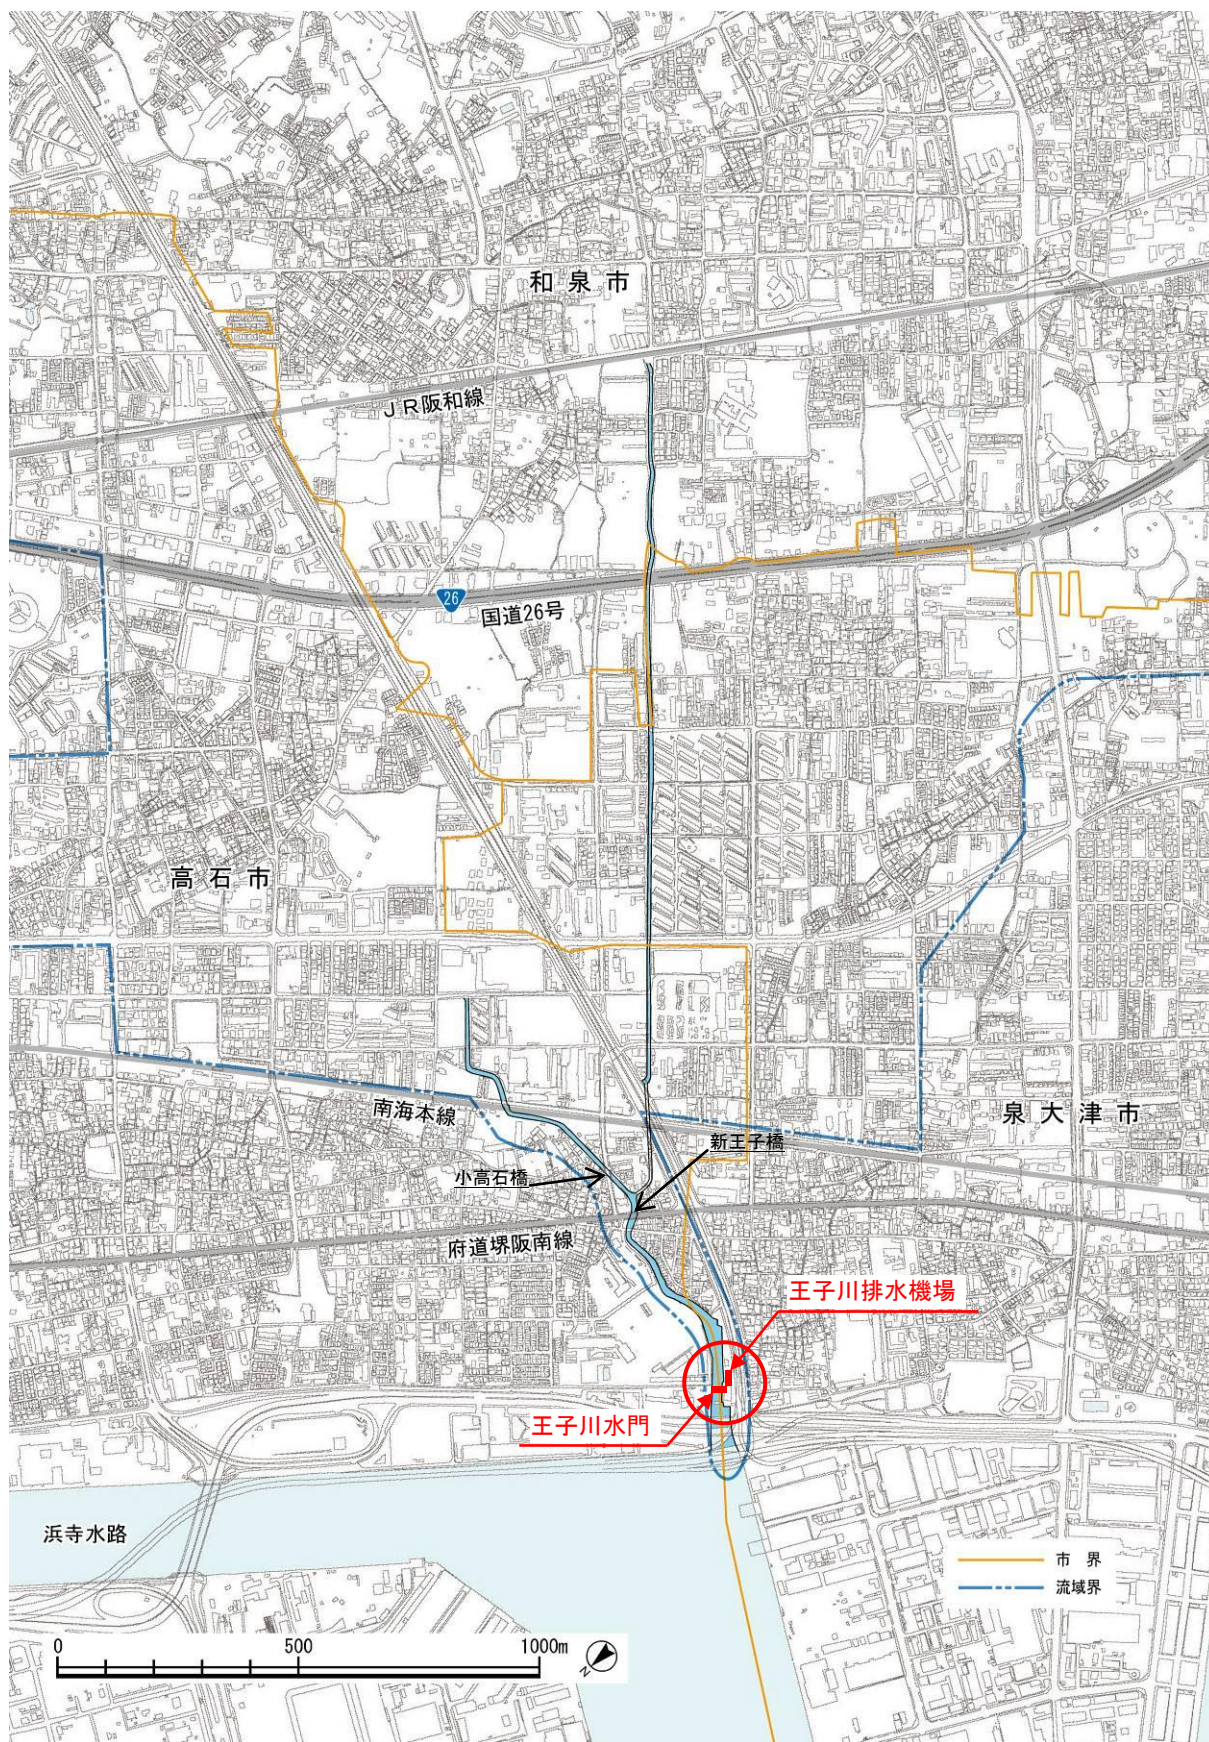 和泉市
JR阪和線
26
国道26号
高石市
南海本線
泉大津市
新王子橋
小高石橋
府道堺阪南線
王子川排水機場
王子川水門
浜寺水路
市 界
流域界
0 500 1000m
N